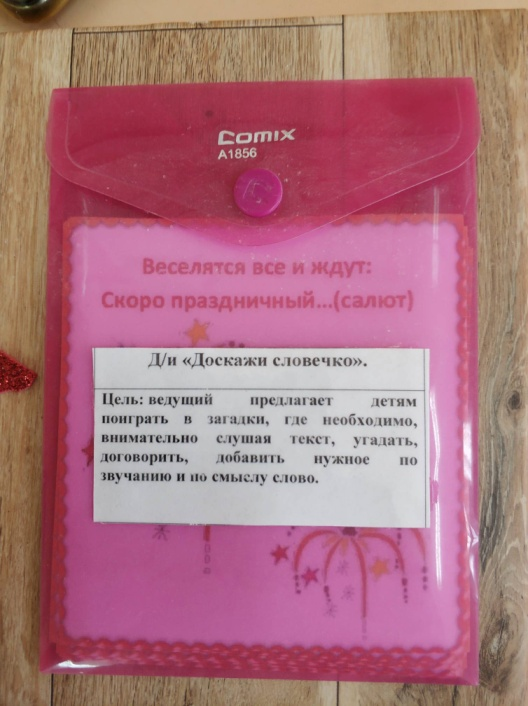 Comix
A1856
Веселятся все и ждут:
Скоро праздничный...(салют)
Д/и «Доскажи словечко».
Цель: ведущий предлагает детям
поиграть в загадки, где необходимо,
внимательно слушая текст, угадать,
договорить, добавить нужное по
звучанию и по смыслу слово.